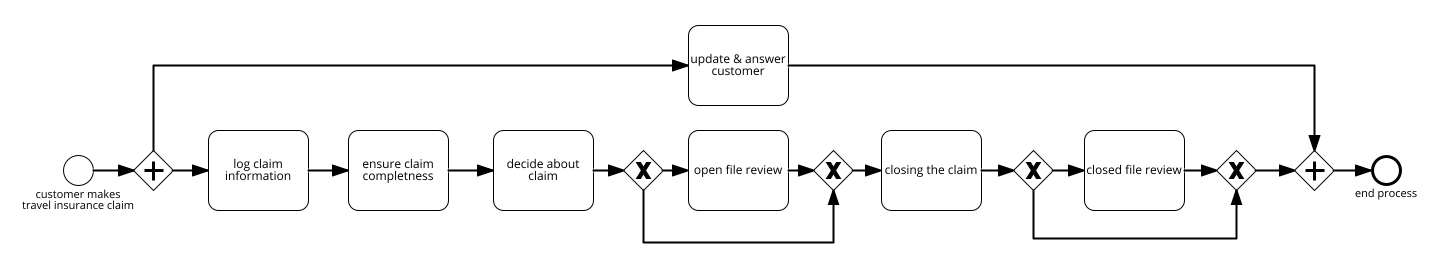 update & answer
customer
log claim
information
ensure claim
completness
decide about
claim
open file review
closing the claim
closed file review
customer makes
travel insurance claim
end process